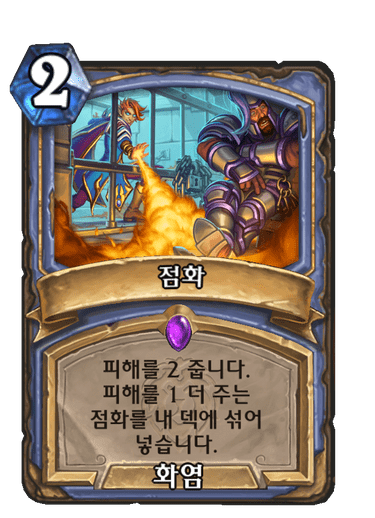 2
점화
피해를 2 줍니다.
피해를 1 더 주는
점화를 내 덱에 섞어
넣습니다.
화염